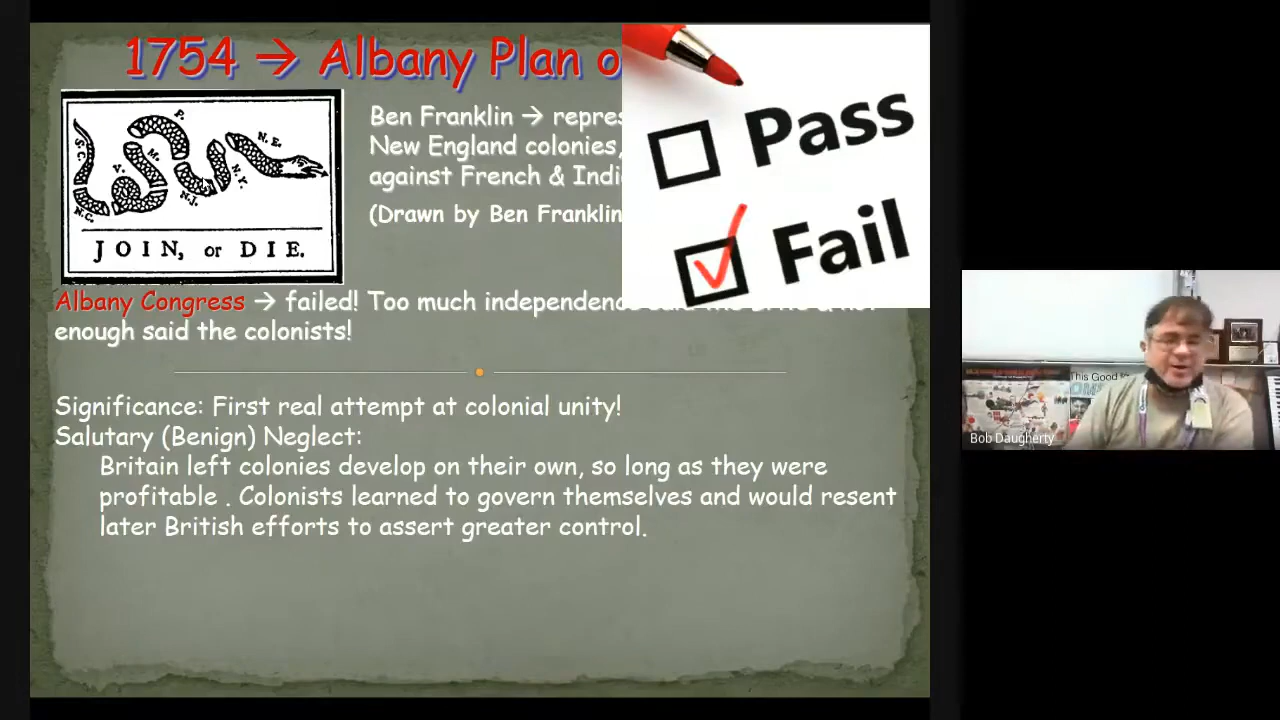 1754 → Albany Plan o
Pass
Fail
S.C.
N.C.
V.
M.
P.
N.J.
N.Y.
N.E.
JOIN, or DIE.
Ben Franklin → repres
New England colonies,
against French & Indi
(Drawn by Ben Franklin
Albany Congress → failed! Too much independenc
enough said the colonists!
Significance: First real attempt at colonial unity!
Salutary (Benign) Neglect:
Britain left colonies develop on their own, so long as they were
profitable . Colonists learned to govern themselves and would resent
later British efforts to assert greater control.
This Good
Bob Daugherty